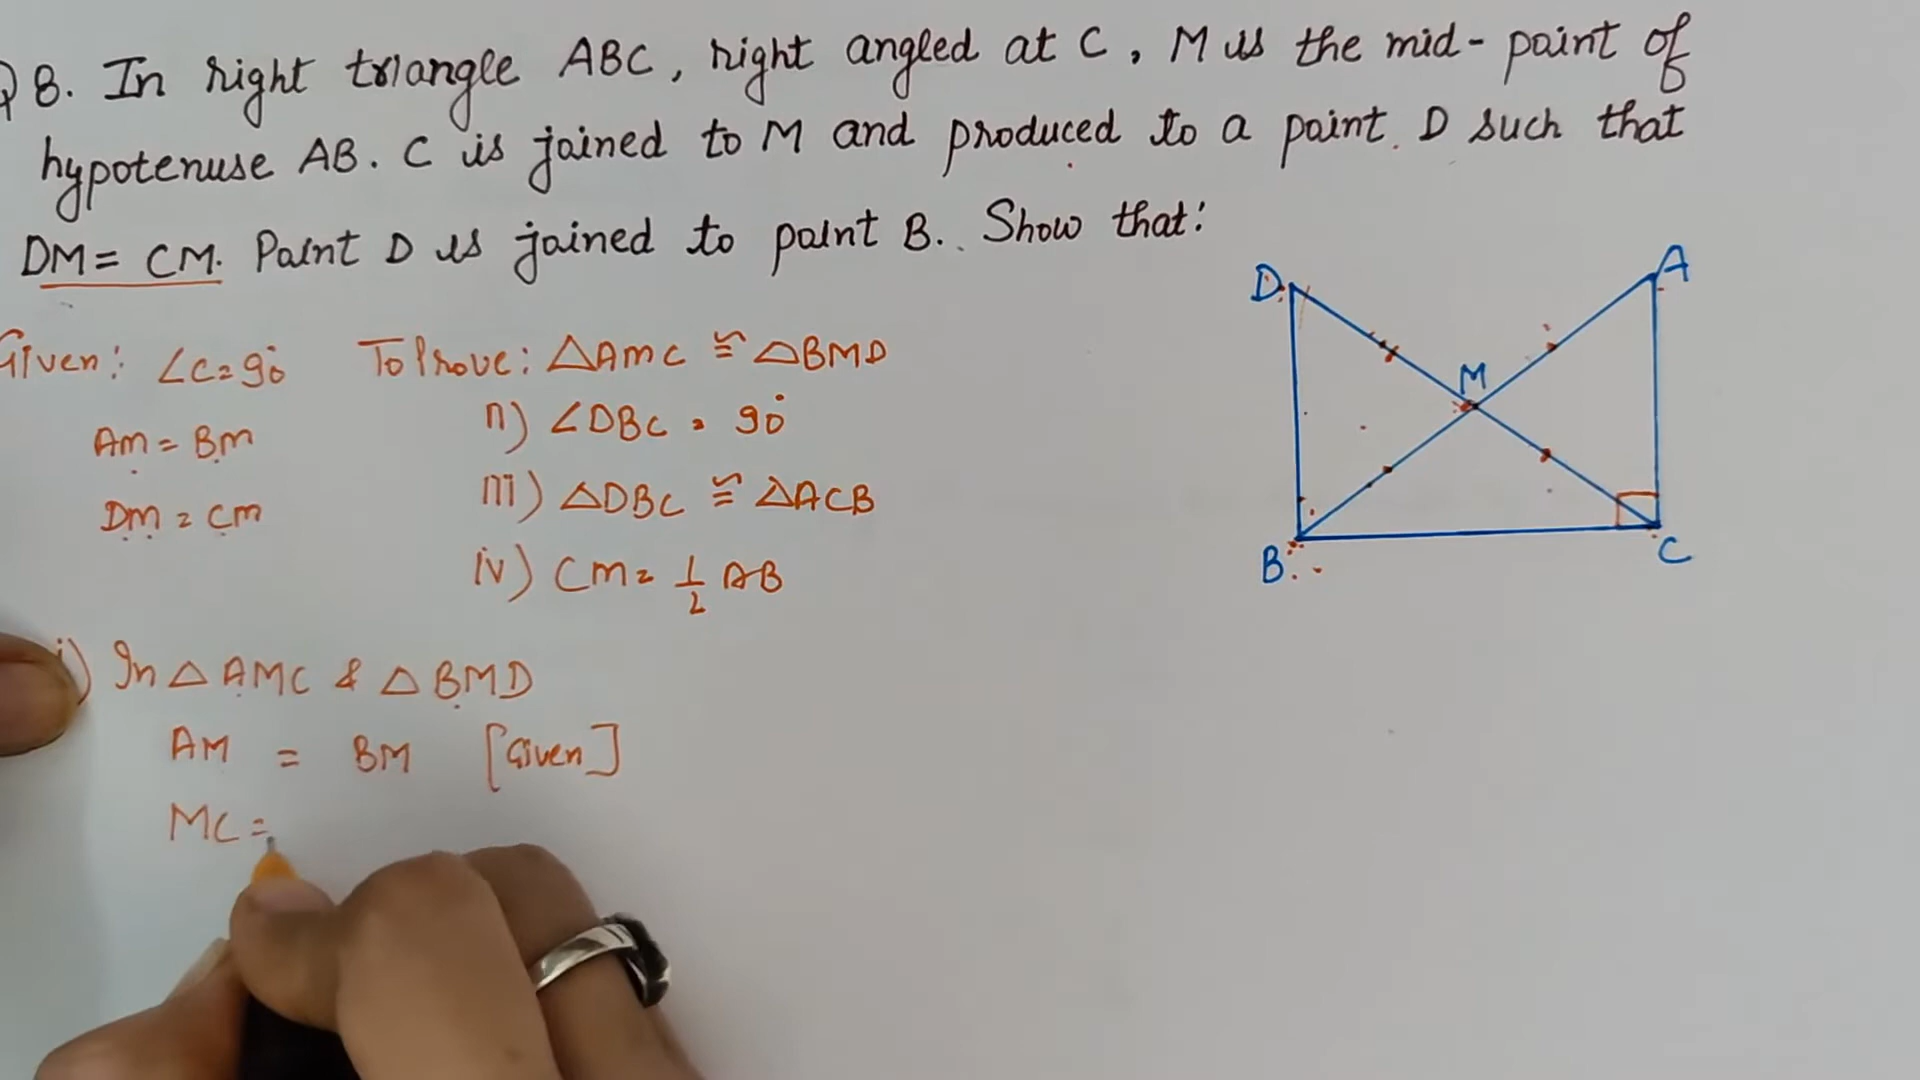 Q8. In right triangle ABC, right angled at C, M is the mid-point of
hypotenuse AB. C is joined to M and produced to a point D such that
DM = CM. Point D is joined to point B. Show that:
Given: ∠C = 90°
To Prove: △AMC ≅ △BMD
AM = BM
ii) ∠DBC = 90°
DM = CM
iii) △DBC ≅ △ACB
iv) CM = 1/2 AB
D
A
M
B
C
i) In △AMC & △BMD
AM = BM [Given]
MC =